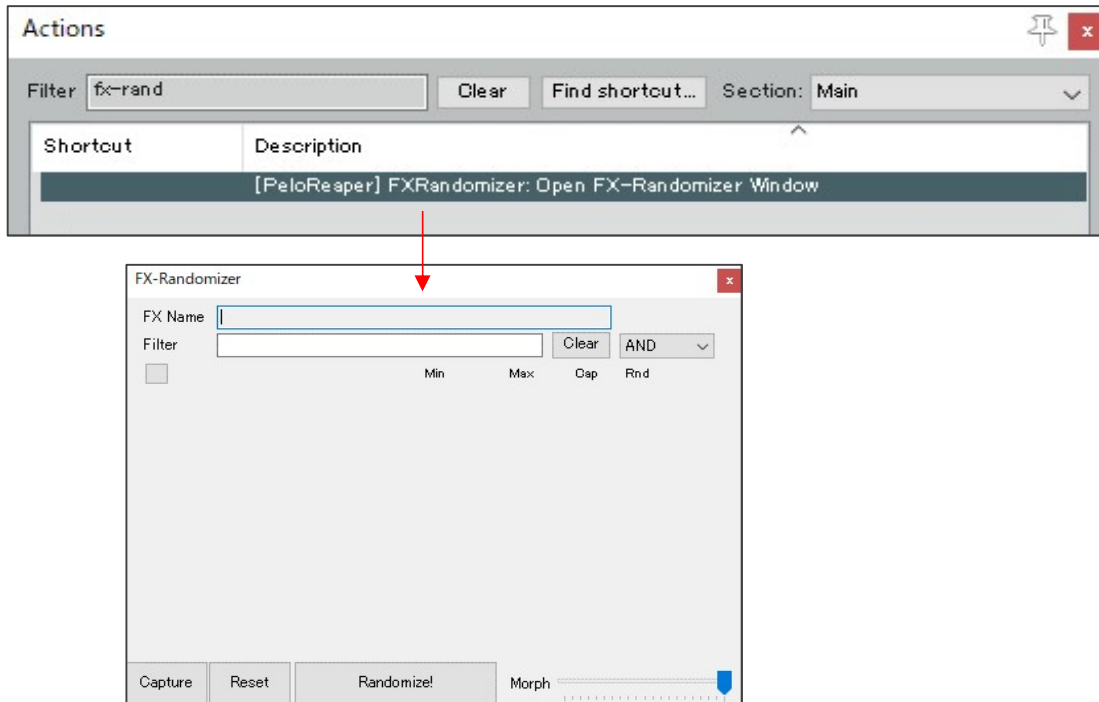 Actions
Filter fx-rand Clear Find shortcut... Section: Main
Shortcut Description
[PeloReaper] FXRandomizer: Open FX-Randomizer Window
FX-Randomizer
FX Name
Filter Clear AND
Min Max Cap Rnd
Capture Reset Randomize! Morph